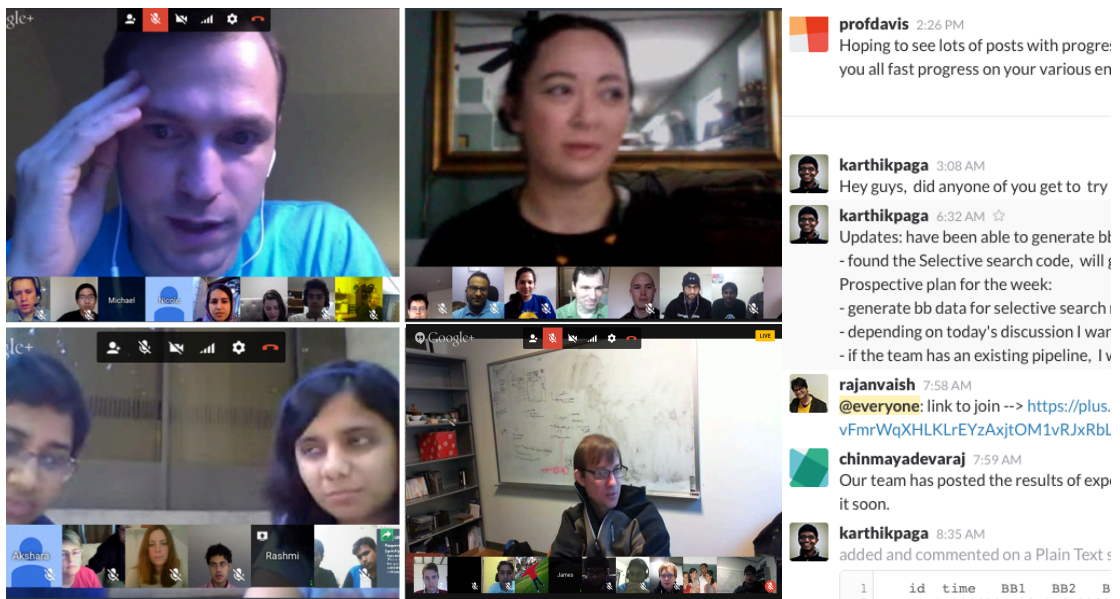 gle+
Michael
Nicole
gle+
Akshara
Rashmi
Google+
LIVE
James
profdavis 2:26 PM
Hoping to see lots of posts with progres
you all fast progress on your various en
karthikpaga 3:08 AM
Hey guys, did anyone of you get to try
karthikpaga 6:32 AM
Updates: have been able to generate bb
- found the Selective search code, will g
Prospective plan for the week:
- generate bb data for selective search
- depending on today's discussion I wan
- if the team has an existing pipeline, I w
rajanvaish 7:58 AM
@everyone: link to join --> https://plus.
vFmrWqXHLKLrEYzAxjtOM1vRJxRbL
chinmayadevaraj 7:59 AM
Our team has posted the results of expe
it soon.
karthikpaga 8:35 AM
added and commented on a Plain Text s
1 id time BB1 BB2 B